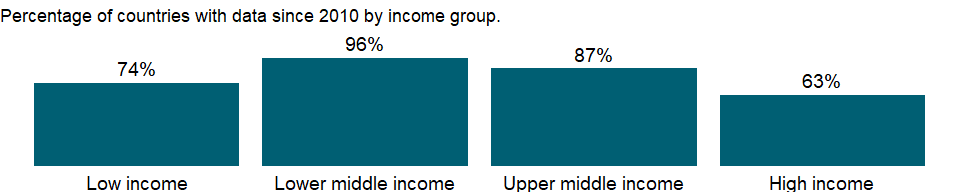 Percentage of countries with data since 2010 by income group.
74%
96%
87%
63%
Low income
Lower middle income
Upper middle income
High income